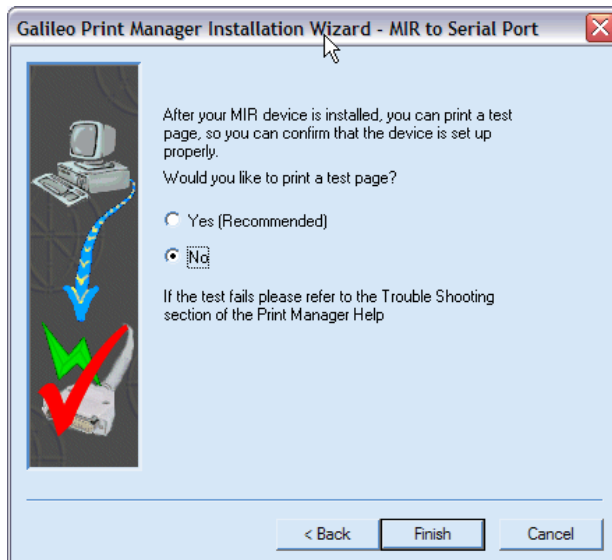 Galileo Print Manager Installation Wizard - MIR to Serial Port
After your MIR device is installed, you can print a test
page, so you can confirm that the device is set up
properly.
Would you like to print a test page?
Yes (Recommended)
No
If the test fails please refer to the Trouble Shooting
section of the Print Manager Help
< Back Finish Cancel